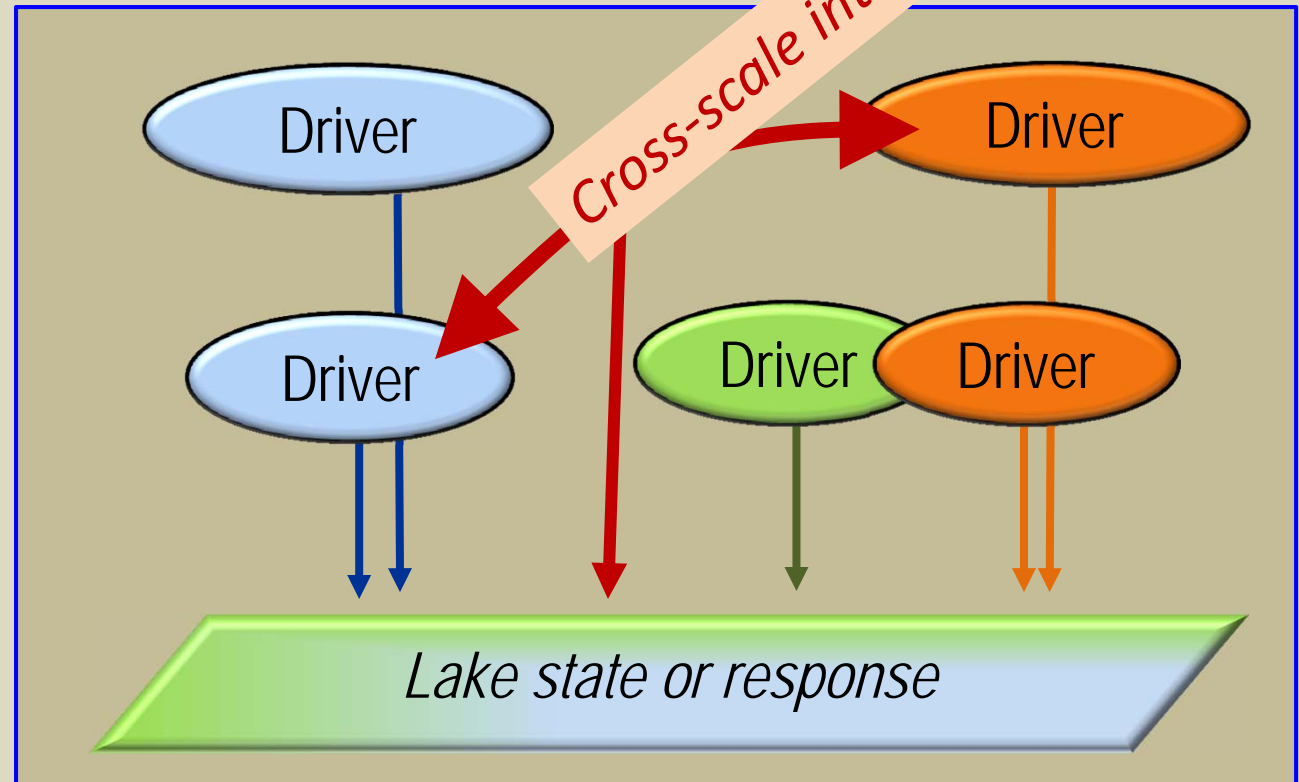 Cross-scale int
Driver
Driver
Driver
Driver
Driver
Lake state or response